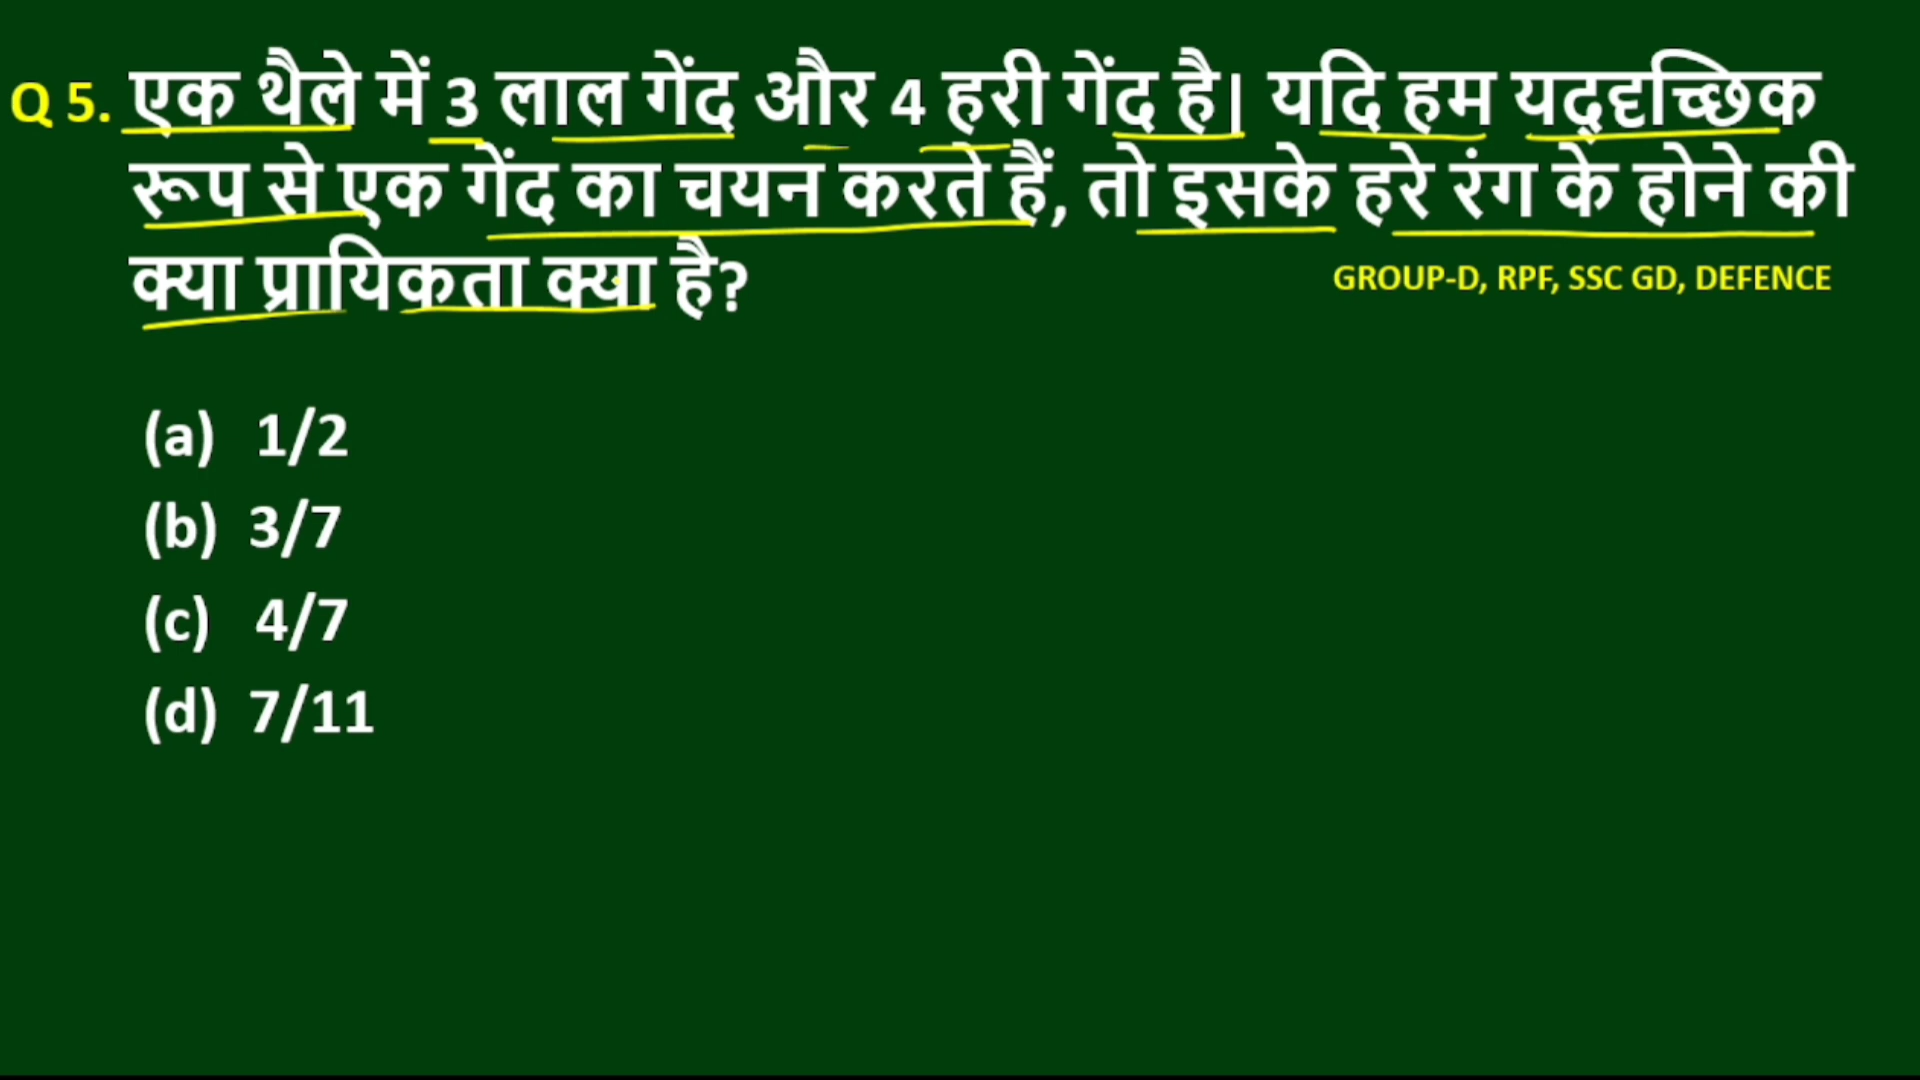 Q 5. एक थैले में 3 लाल गेंद और 4 हरी गेंद है| यदि हम यद्दृच्छिक
रूप से एक गेंद का चयन करते हैं, तो इसके हरे रंग के होने की
क्या प्रायिकता क्या है?
GROUP-D, RPF, SSC GD, DEFENCE
(a) 1/2
(b) 3/7
(c) 4/7
(d) 7/11